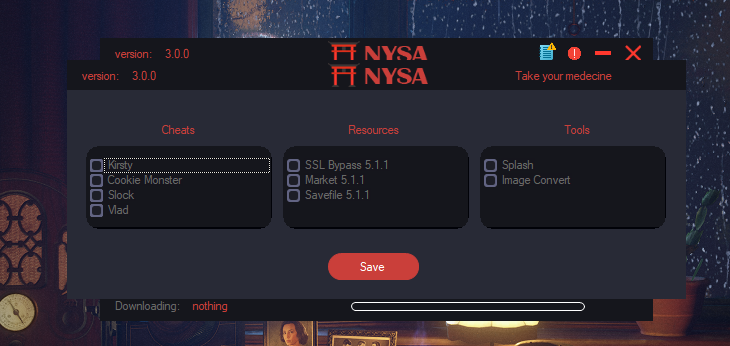 version: 3.0.0 NYSA
version: 3.0.0 NYSA Take your medecine
Cheats Resources Tools
Kirsty SSL Bypass 5.1.1 Splash
Cookie Monster Market 5.1.1 Image Convert
Slock Savefile 5.1.1
Vlad
Save
Downloading: nothing